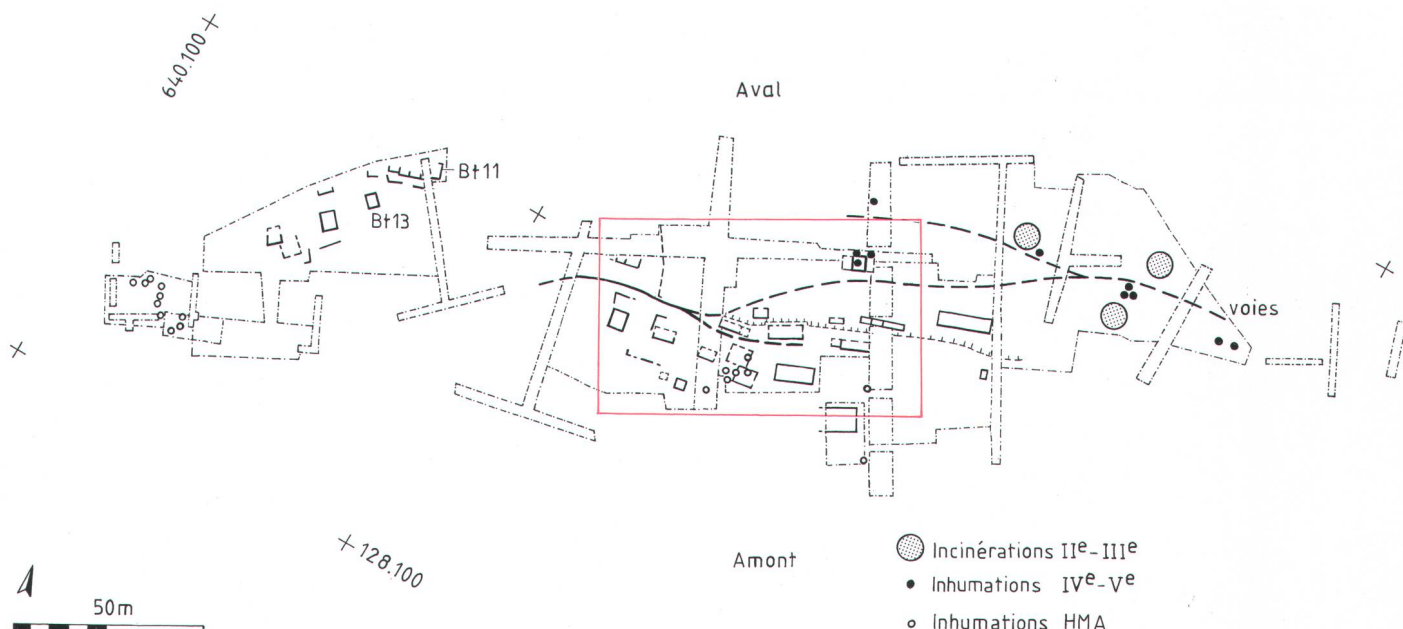 640.100
Aval
Bt11
Bt13
voies
128.100
Amont
50m
Incinérations IIe-IIIe
Inhumations IVe-Ve
Inhumations HMA